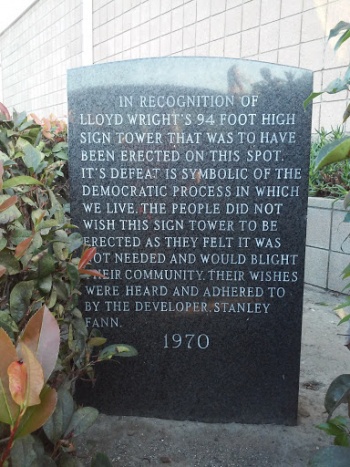 IN RECOGNITION OF
LLOYD WRIGHT'S 94 FOOT HIGH
SIGN TOWER THAT WAS TO HAVE
BEEN ERECTED ON THIS SPOT.
IT'S DEFEAT IS SYMBOLIC OF THE
DEMOCRATIC PROCESS IN WHICH
WE LIVE. THE PEOPLE DID NOT
WISH THIS SIGN TOWER TO BE
ERECTED AS THEY FELT IT WAS
NOT NEEDED AND WOULD BLIGHT
THEIR COMMUNITY. THEIR WISHES
WERE HEARD AND ADHERED TO
BY THE DEVELOPER, STANLEY
FANN.
1970